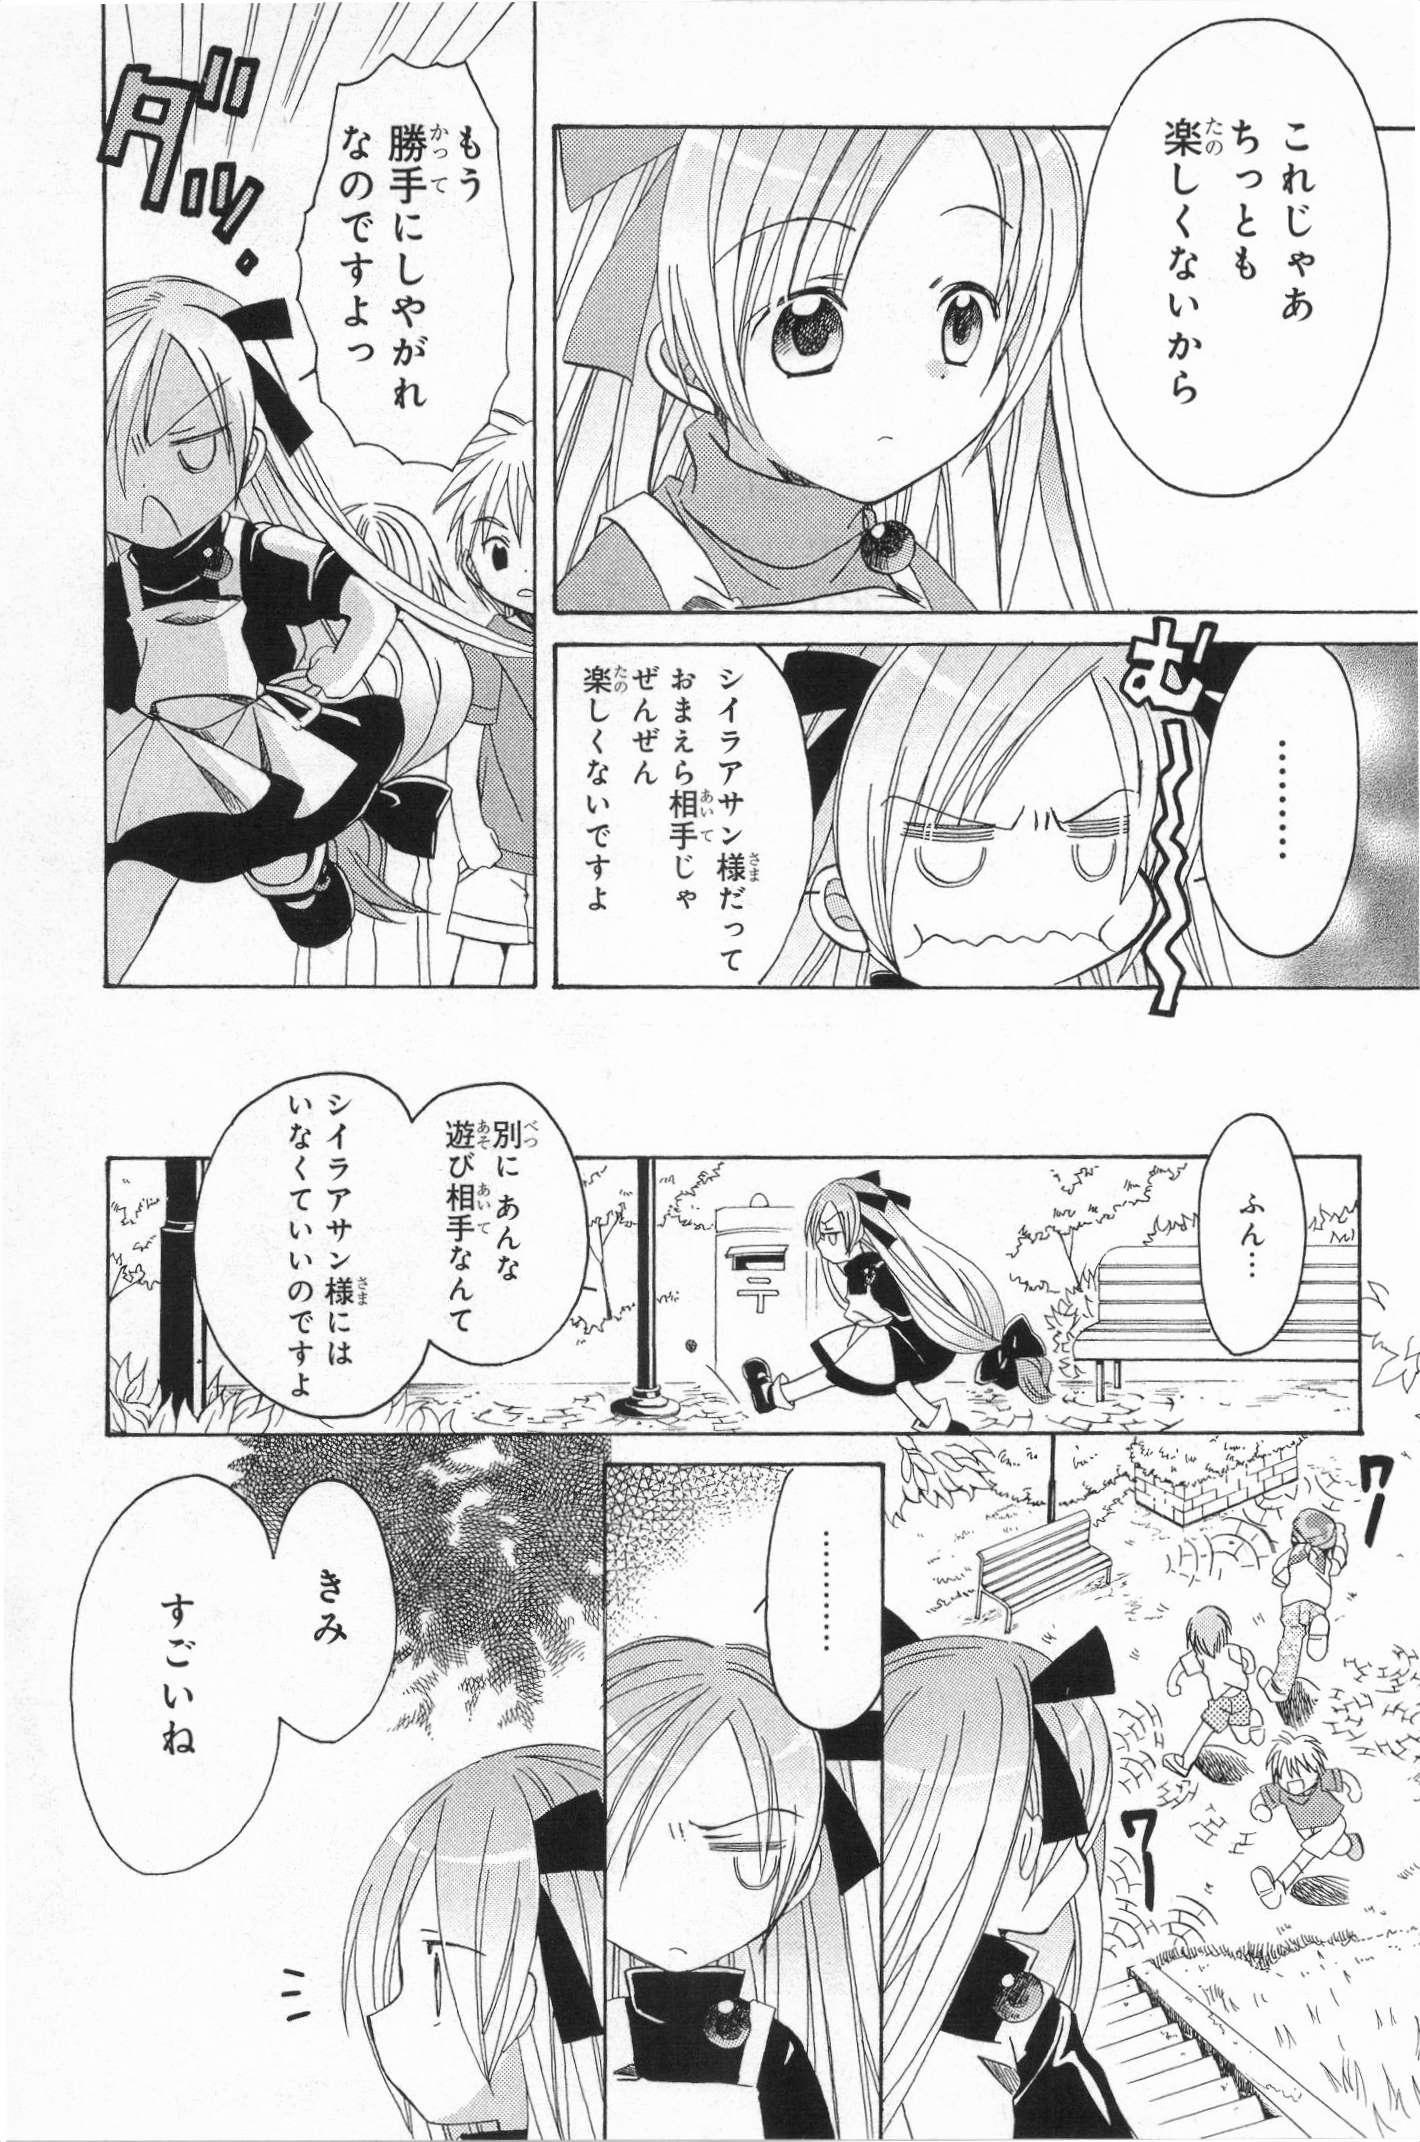 これじゃあ
ちっとも
楽しくないから
………
む〜
シイラアサン様だって
おまえら相手じゃ
ぜんぜん
楽しくないですよ
もう
勝手にしやがれ
なのですよっ
ダダッ
ふん…
〒
別にあんな
遊び相手なんて
シイラアサン様には
いなくていいのですよ
ワー
ワー
………
きみ
すごいね